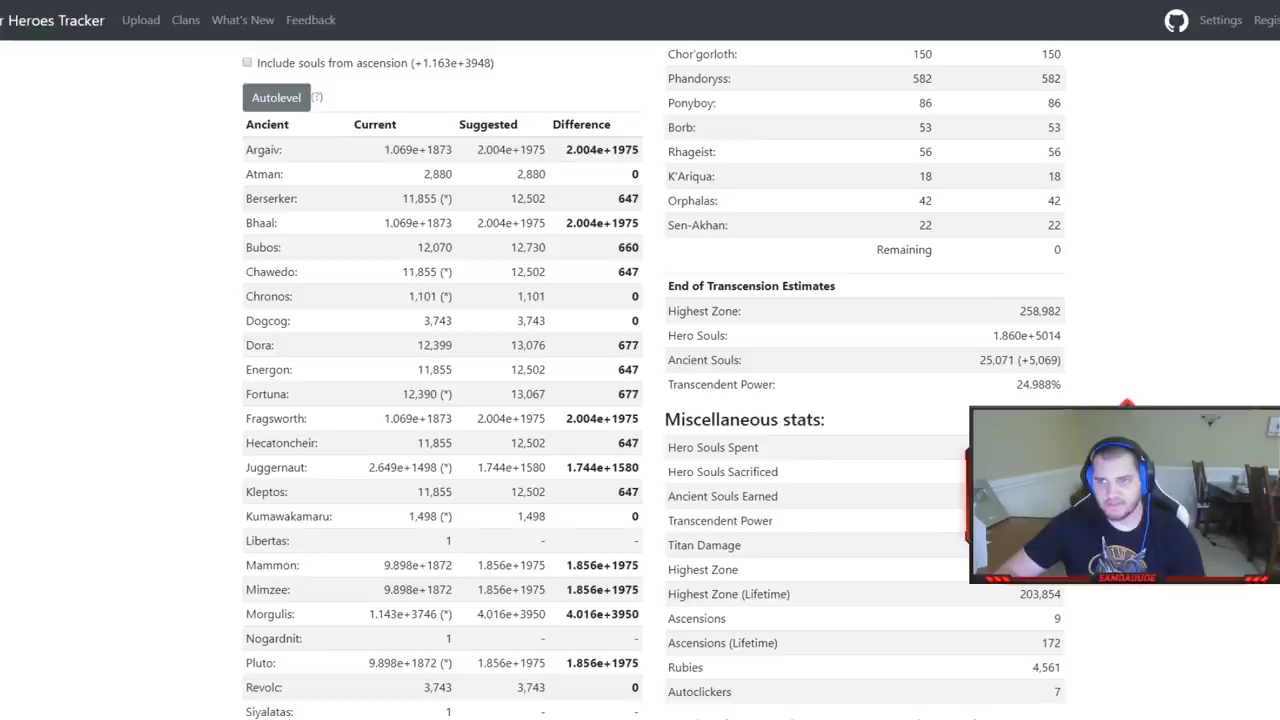 r Heroes Tracker Upload Clans What's New Feedback Settings Regis
Include souls from ascension (+1.163e+3948)
Autolevel (?)
Ancient Current Suggested Difference
Argaiv: 1.069e+1873 2.004e+1975 2.004e+1975
Atman: 2,880 2,880 0
Berserker: 11,855 (*) 12,502 647
Bhaal: 1.069e+1873 2.004e+1975 2.004e+1975
Bubos: 12,070 12,730 660
Chawedo: 11,855 (*) 12,502 647
Chronos: 1,101 (*) 1,101 0
Dogcog: 3,743 3,743 0
Dora: 12,399 13,076 677
Energon: 11,855 12,502 647
Fortuna: 12,390 (*) 13,067 677
Fragsworth: 1.069e+1873 2.004e+1975 2.004e+1975
Hecatoncheir: 11,855 12,502 647
Juggernaut: 2.649e+1498 (*) 1.744e+1580 1.744e+1580
Kleptos: 11,855 12,502 647
Kumawakamaru: 1,498 (*) 1,498 0
Libertas: 1 - -
Mammon: 9.898e+1872 1.856e+1975 1.856e+1975
Mimzee: 9.898e+1872 1.856e+1975 1.856e+1975
Morgulis: 1.143e+3746 (*) 4.016e+3950 4.016e+3950
Nogardnit: 1 - -
Pluto: 9.898e+1872 (*) 1.856e+1975 1.856e+1975
Revolc: 3,743 3,743 0
Siyalatas: 1 - -
Chor'gorloth: 150 150
Phandoryss: 582 582
Ponyboy: 86 86
Borb: 53 53
Rhageist: 56 56
K'Ariqua: 18 18
Orphalas: 42 42
Sen-Akhan: 22 22
Remaining 0
End of Transcension Estimates
Highest Zone: 258,982
Hero Souls: 1.860e+5014
Ancient Souls: 25,071 (+5,069)
Transcendent Power: 24.988%
Miscellaneous stats:
Hero Souls Spent
Hero Souls Sacrificed
Ancient Souls Earned
Transcendent Power
Titan Damage
Highest Zone
Highest Zone (Lifetime) 203,854
Ascensions 9
Ascensions (Lifetime) 172
Rubies 4,561
Autoclickers 7
SAMDADUDE